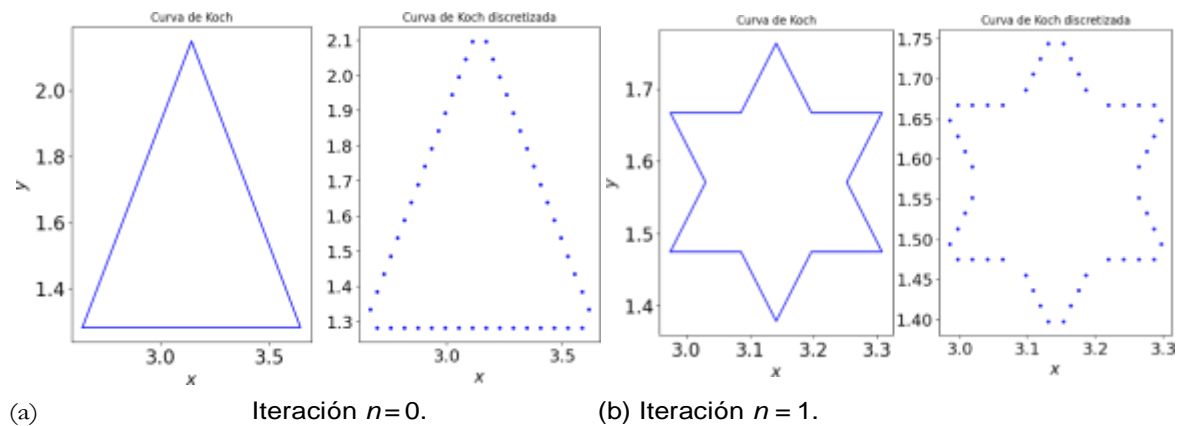 Curva de Koch
2.0
1.8
1.6
1.4
y
3.0 3.5
x
Curva de Koch discretizada
2.1
2.0
1.9
1.8
1.7
1.6
1.5
1.4
1.3
3.0 3.5
x
Curva de Koch
1.7
1.6
1.5
1.4
y
3.0 3.1 3.2 3.3
x
Curva de Koch discretizada
1.75
1.70
1.65
1.60
1.55
1.50
1.45
1.40
3.0 3.1 3.2 3.3
x
(a) Iteración n = 0.
(b) Iteración n = 1.